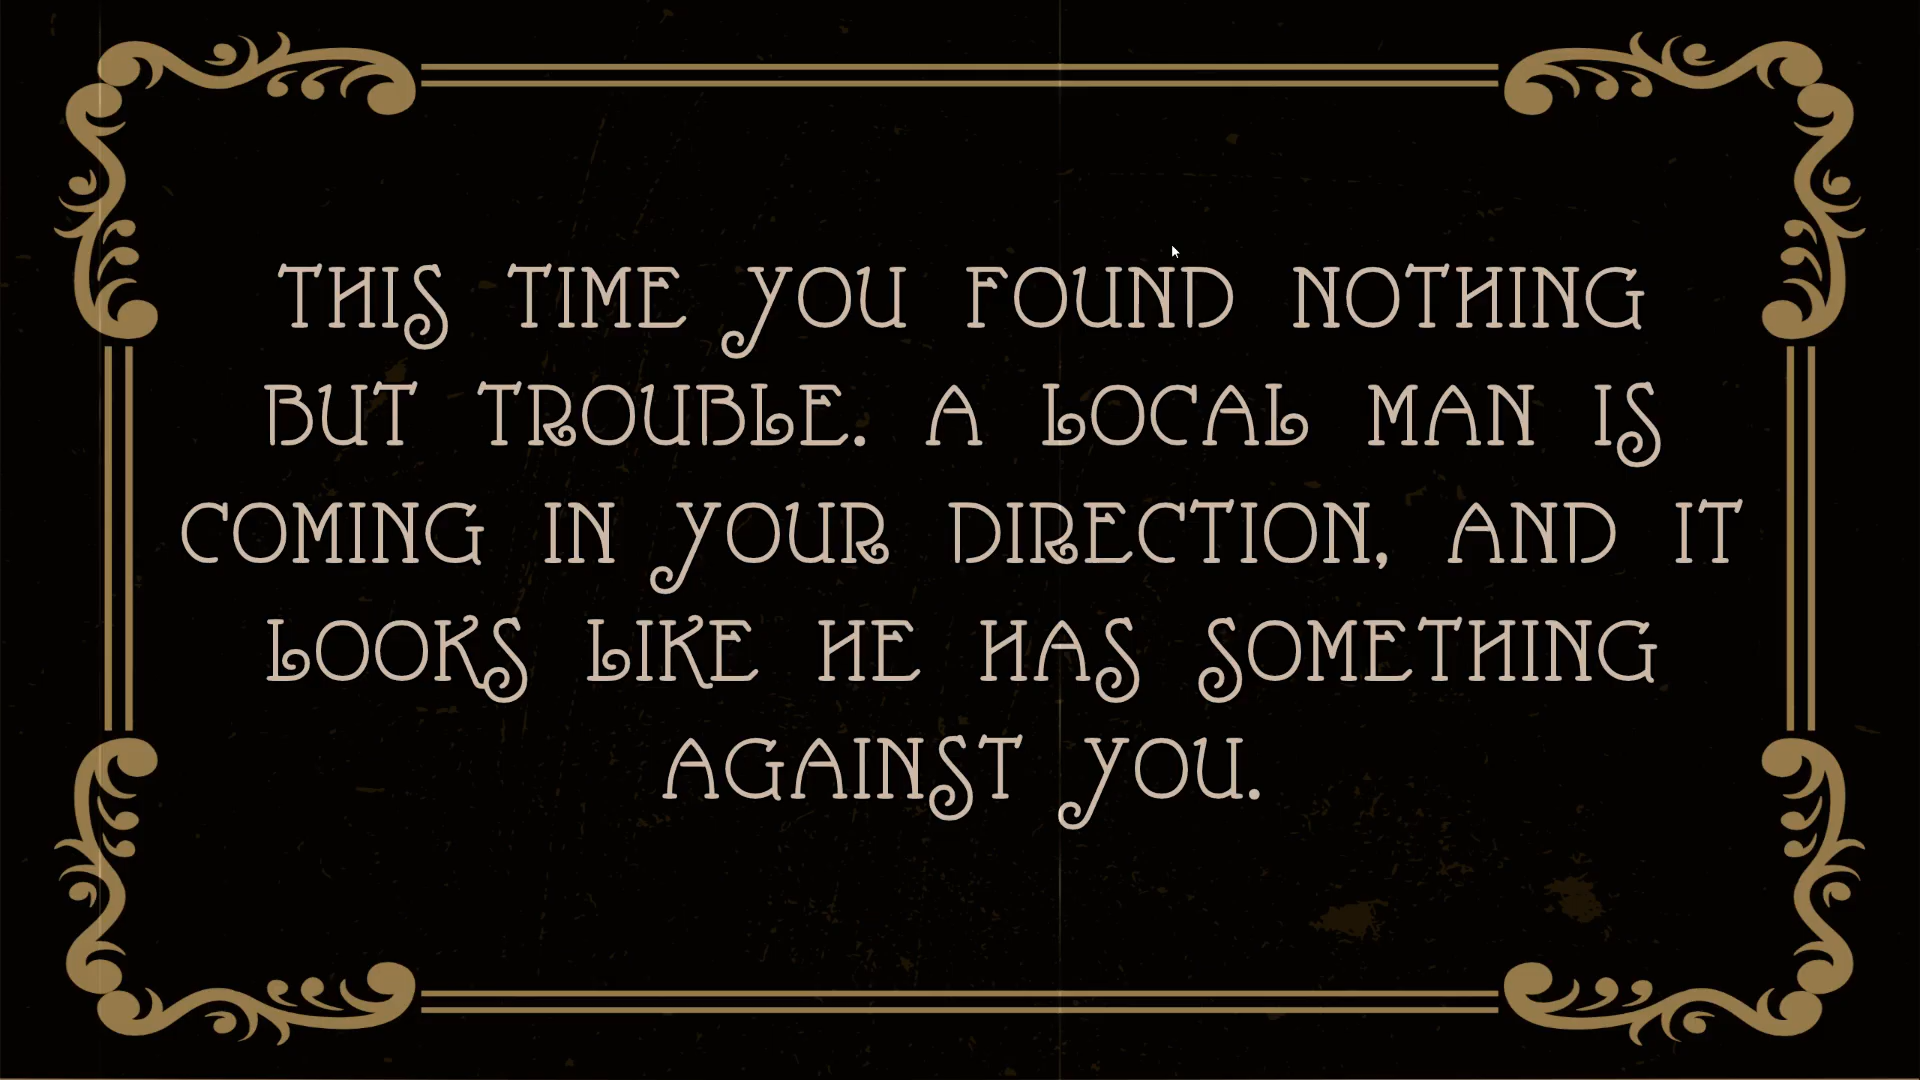 THIS TIME YOU FOUND NOTHING
BUT TROUBLE. A LOCAL MAN IS
COMING IN YOUR DIRECTION, AND IT
LOOKS LIKE HE HAS SOMETHING
AGAINST YOU.